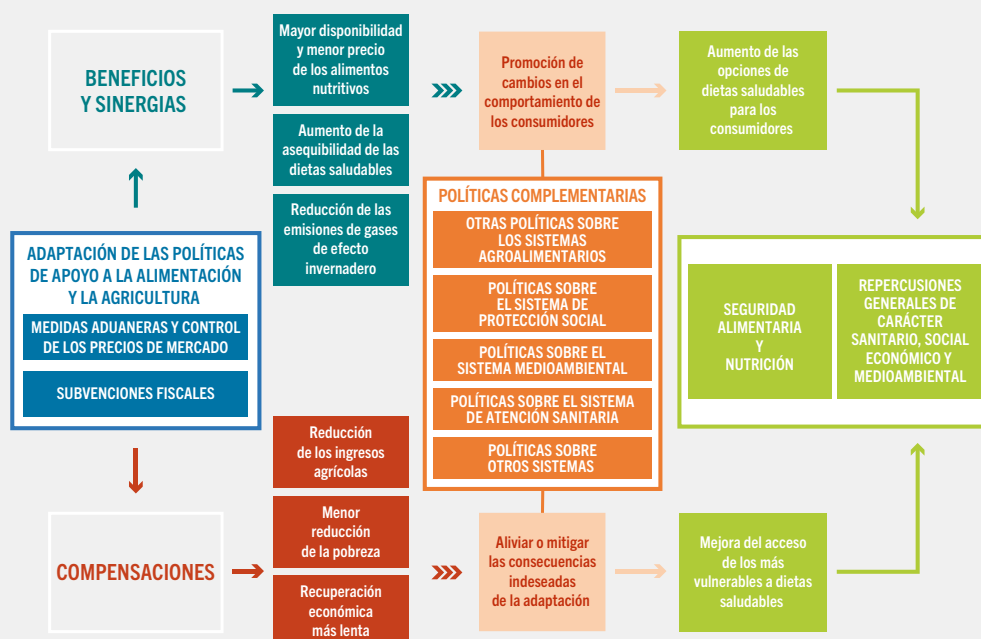 BENEFICIOS
Y SINERGIAS
Mayor disponibilidad
y menor precio
de los alimentos
nutritivos
Aumento de la
asequibilidad de las
dietas saludables
Reducción de las
emisiones de gases
de efecto
invernadero
Promoción de
cambios en el
comportamiento de
los consumidores
Aumento de las
opciones de
dietas saludables
para los
consumidores
ADAPTACIÓN DE LAS POLÍTICAS
DE APOYO A LA ALIMENTACIÓN
Y LA AGRICULTURA
MEDIDAS ADUANERAS Y CONTROL
DE LOS PRECIOS DE MERCADO
SUBVENCIONES FISCALES
POLÍTICAS COMPLEMENTARIAS
OTRAS POLÍTICAS SOBRE
LOS SISTEMAS
AGROALIMENTARIOS
POLÍTICAS SOBRE
EL SISTEMA DE
PROTECCIÓN SOCIAL
POLÍTICAS SOBRE EL
SISTEMA MEDIOAMBIENTAL
POLÍTICAS SOBRE EL SISTEMA
DE ATENCIÓN SANITARIA
POLÍTICAS SOBRE
OTROS SISTEMAS
SEGURIDAD
ALIMENTARIA
Y
NUTRICIÓN
REPERCUSIONES
GENERALES DE
CARÁCTER
SANITARIO, SOCIAL
ECONÓMICO Y
MEDIOAMBIENTAL
COMPENSACIONES
Reducción
de los ingresos
agrícolas
Menor
reducción
de la pobreza
Recuperación
económica
más lenta
Aliviar o mitigar
las consecuencias
indeseadas
de la adaptación
Mejora del acceso
de los más
vulnerables a dietas
saludables